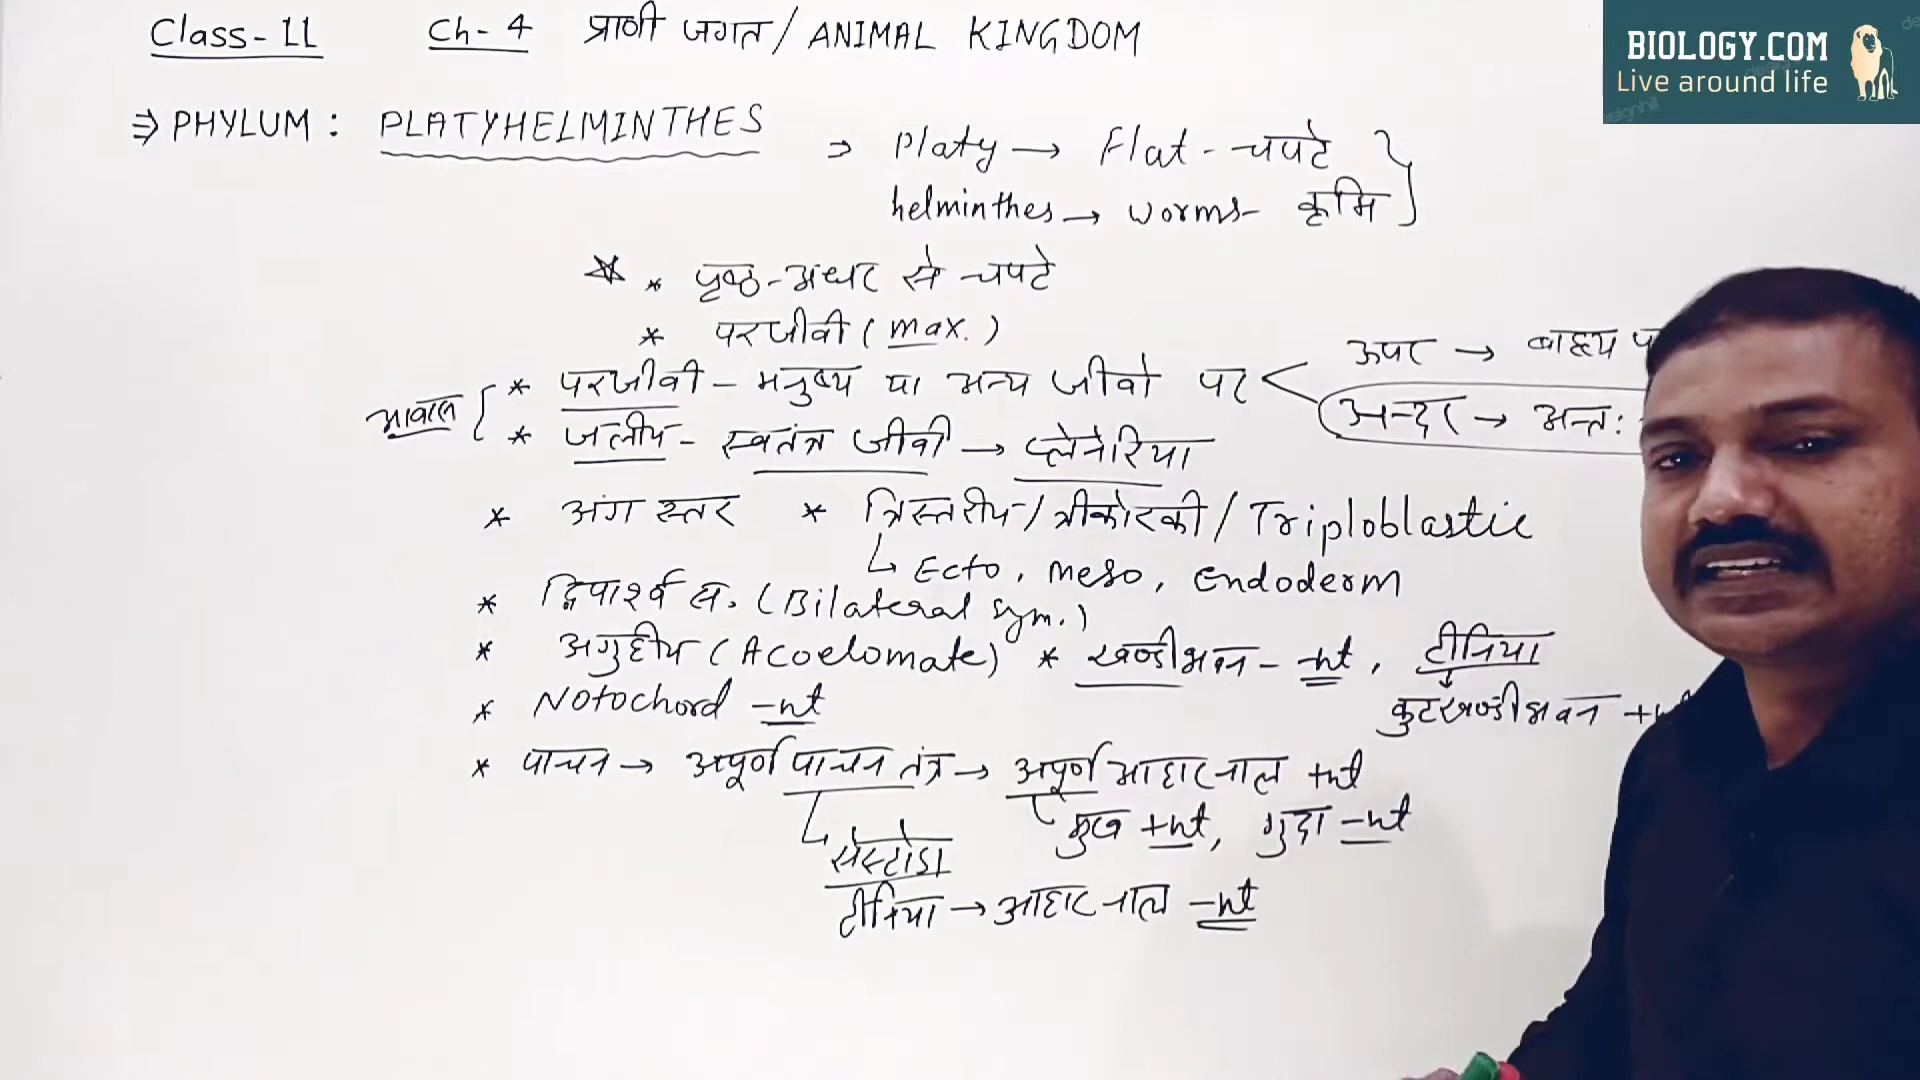 Class-11 Ch-4 प्राणी जगत/ANIMAL KINGDOM
BIOLOGY.COM
Live around life
⇒ PHYLUM: PLATYHELMINTHES ⇒ Platy → Flat-चपटे
helminthes → worms- कृमि
* पृष्ठ-अधर से चपटे
* परजीवी (max.)
आवास * परजीवी - मनुष्य या अन्य जीवो पर ऊपर → बाह्य
* जलीय - स्वतंत्र जीवी → प्लेनेरिया अन्दर → अन्तः
* अंग स्तर * त्रिस्तरीय/त्रीकोरकी/Triploblastic
↳ Ecto, Meso, Endoderm
* द्विपार्श्व स. (Bilateral sym.)
* अगुहीय (Acoelomate) * खण्डीभवन - -nt, टीनिया
* Notochord -nt कुटखण्डीभवन
* पाचन → अपूर्ण पाचन तंत्र → अपूर्ण आहारनाल +nt
मुख +nt, गुदा -nt
सेस्टोडा
टीनिया → आहारनाल -nt